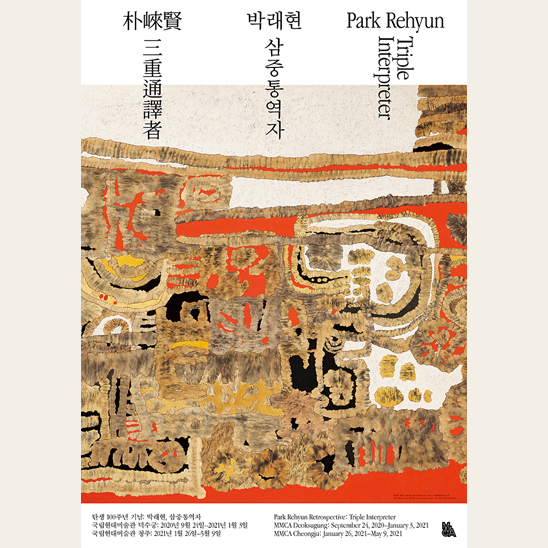 朴崍賢
三重通譯者
박래현
삼중통역자
Park Rehyun
Triple
Interpreter
탄생 100주년 기념: 박래현, 삼중통역자
국립현대미술관 덕수궁: 2020년 9월 24일–2021년 1월 3일
국립현대미술관 청주: 2021년 1월 26일–5월 9일
Park Rehyun Retrospective: Triple Interpreter
MMCA Deoksugung: September 24, 2020–January 3, 2021
MMCA Cheongju: January 26, 2021–May 9, 2021